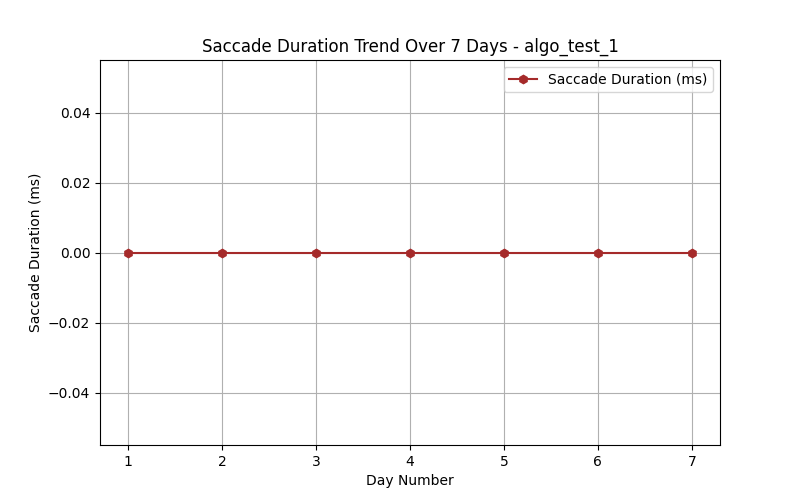 Saccade Duration Trend Over 7 Days - algo_test_1
Saccade Duration (ms)
0.04
0.02
0.00
−0.02
−0.04
Saccade Duration (ms)
1 2 3 4 5 6 7
Day Number